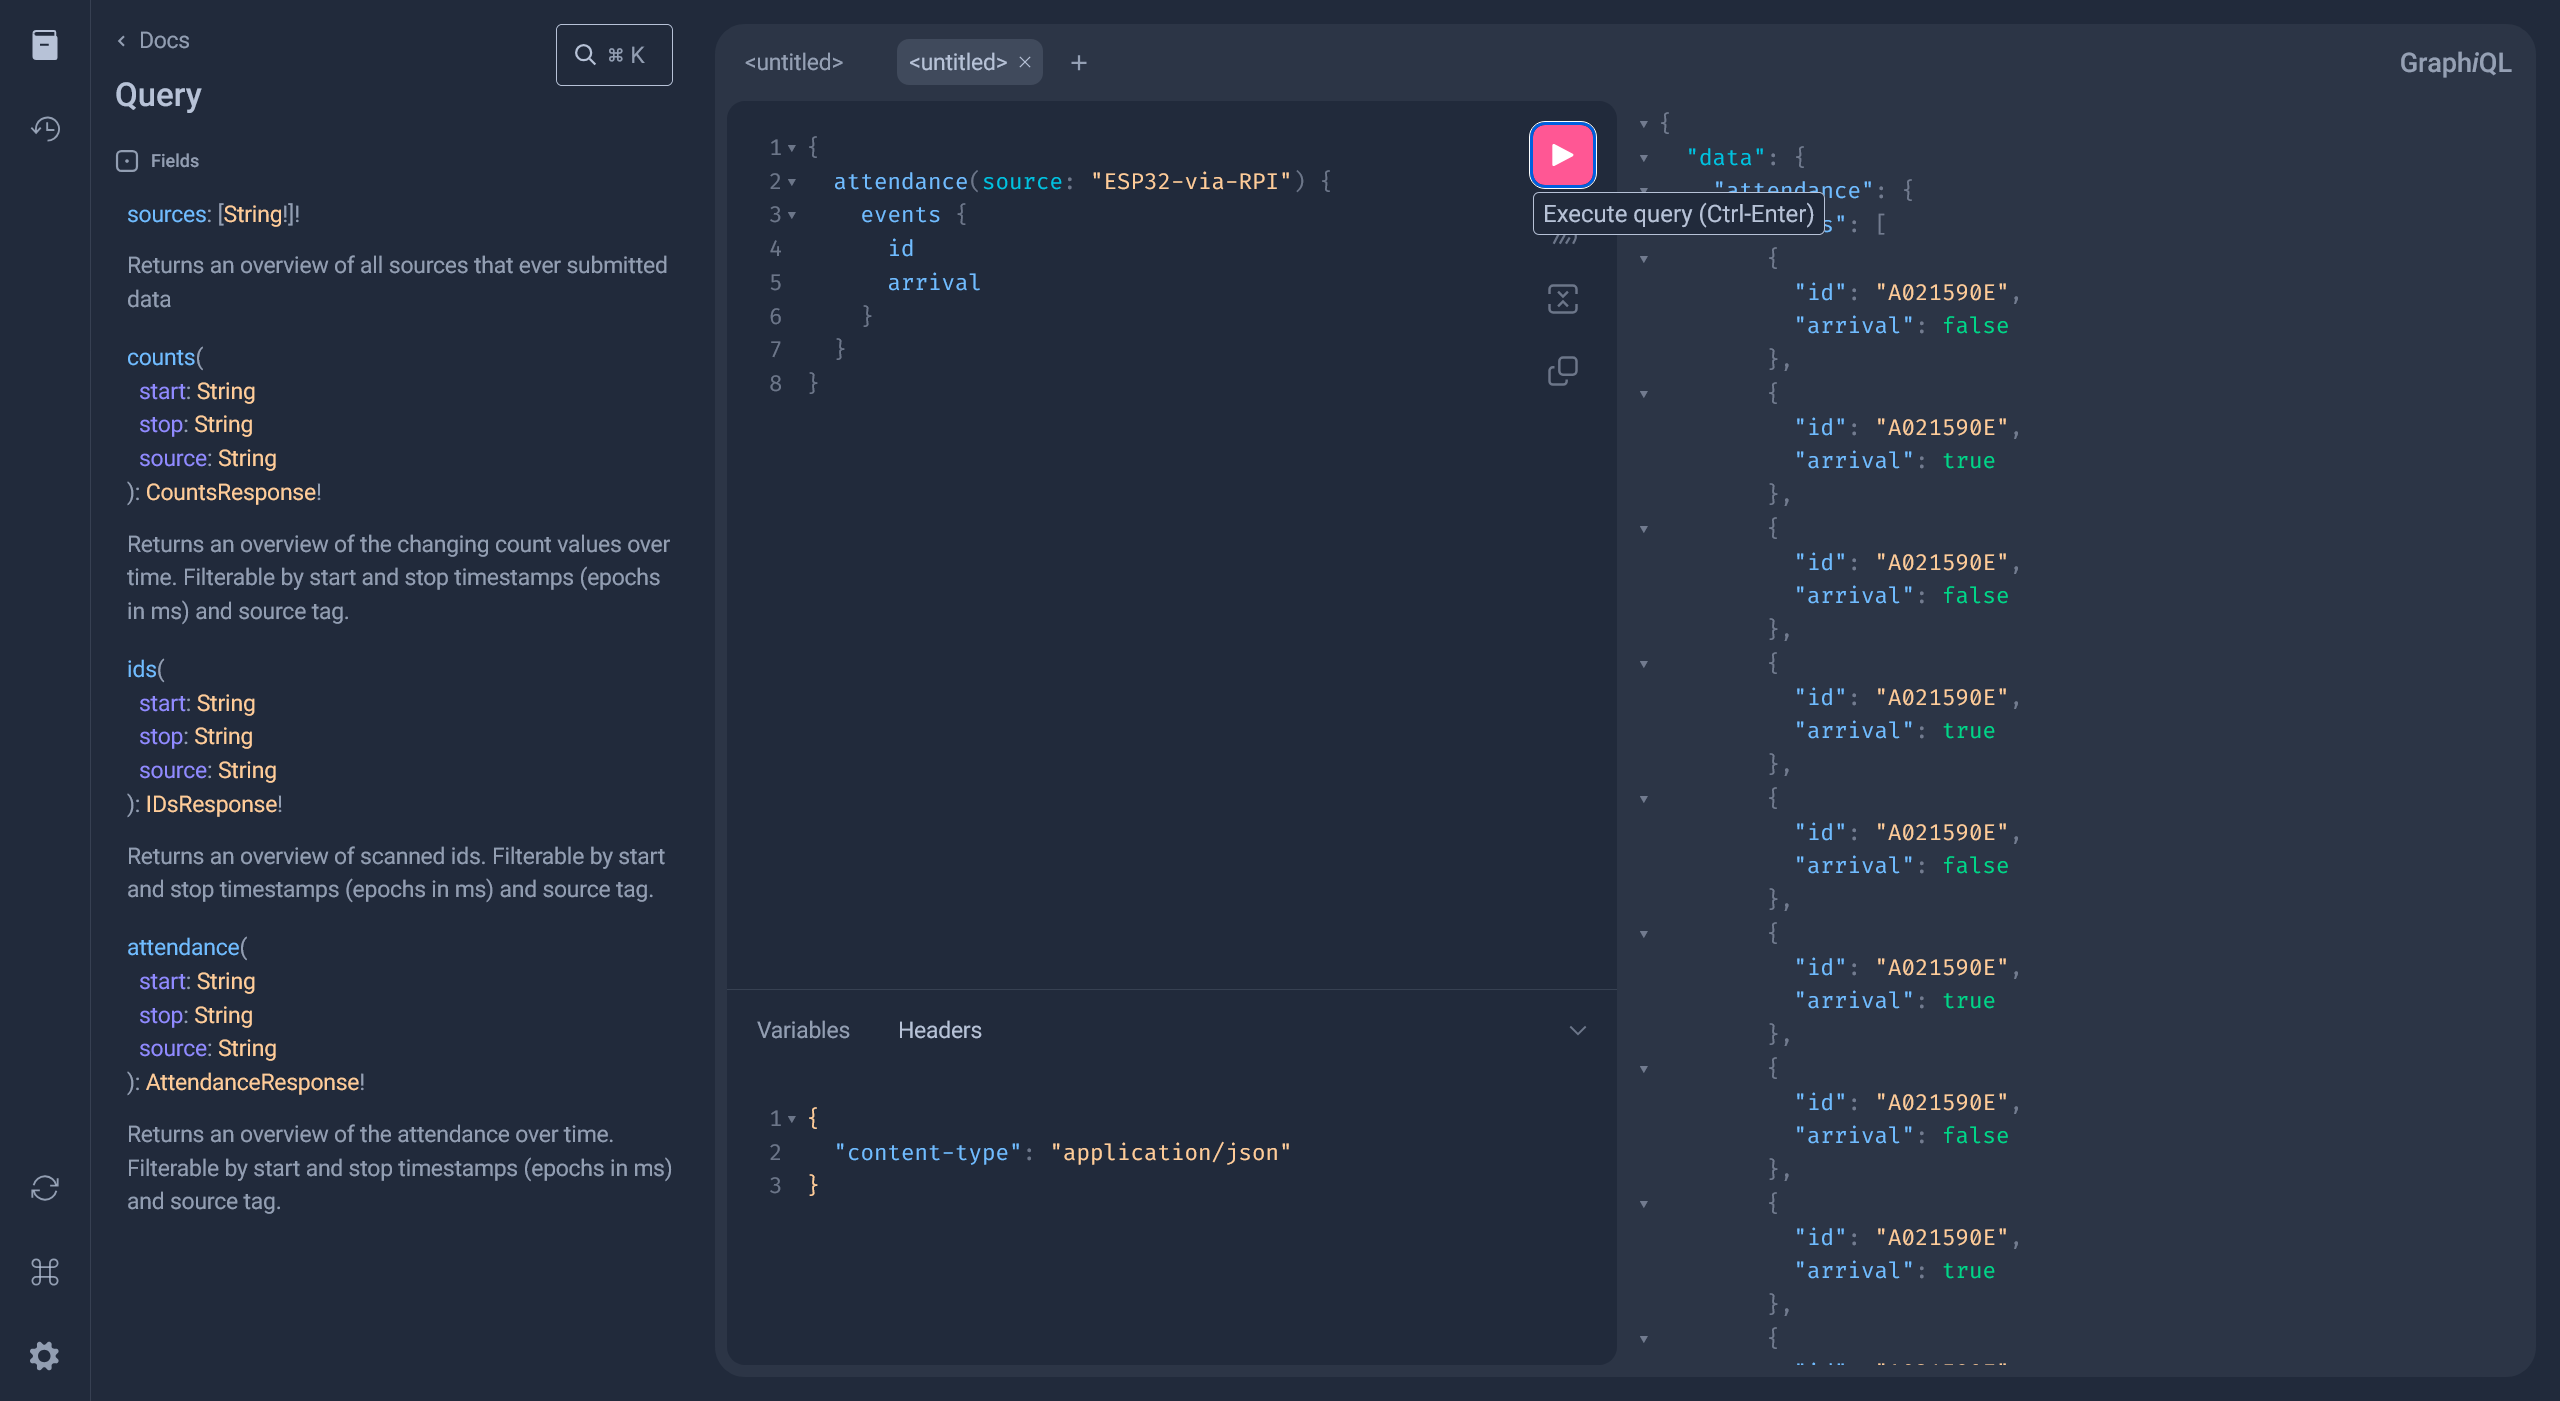 Docs
⌘ K
Query
Fields
sources: [String!]!
Returns an overview of all sources that ever submitted
data
counts(
start: String
stop: String
source: String
): CountsResponse!
Returns an overview of the changing count values over
time. Filterable by start and stop timestamps (epochs
in ms) and source tag.
ids(
start: String
stop: String
source: String
): IDsResponse!
Returns an overview of scanned ids. Filterable by start
and stop timestamps (epochs in ms) and source tag.
attendance(
start: String
stop: String
source: String
): AttendanceResponse!
Returns an overview of the attendance over time.
Filterable by start and stop timestamps (epochs in ms)
and source tag.
<untitled>
<untitled>
GraphiQL
1 {
2 attendance(source: "ESP32-via-RPI") {
3 events {
4 id
5 arrival
6 }
7 }
8 }
Execute query (Ctrl-Enter)
Variables
Headers
1 {
2 "content-type": "application/json"
3 }
{
"data": {
"attendance": {
s": [
{
"id": "A021590E",
"arrival": false
},
{
"id": "A021590E",
"arrival": true
},
{
"id": "A021590E",
"arrival": false
},
{
"id": "A021590E",
"arrival": true
},
{
"id": "A021590E",
"arrival": false
},
{
"id": "A021590E",
"arrival": true
},
{
"id": "A021590E",
"arrival": false
},
{
"id": "A021590E",
"arrival": true
},
{